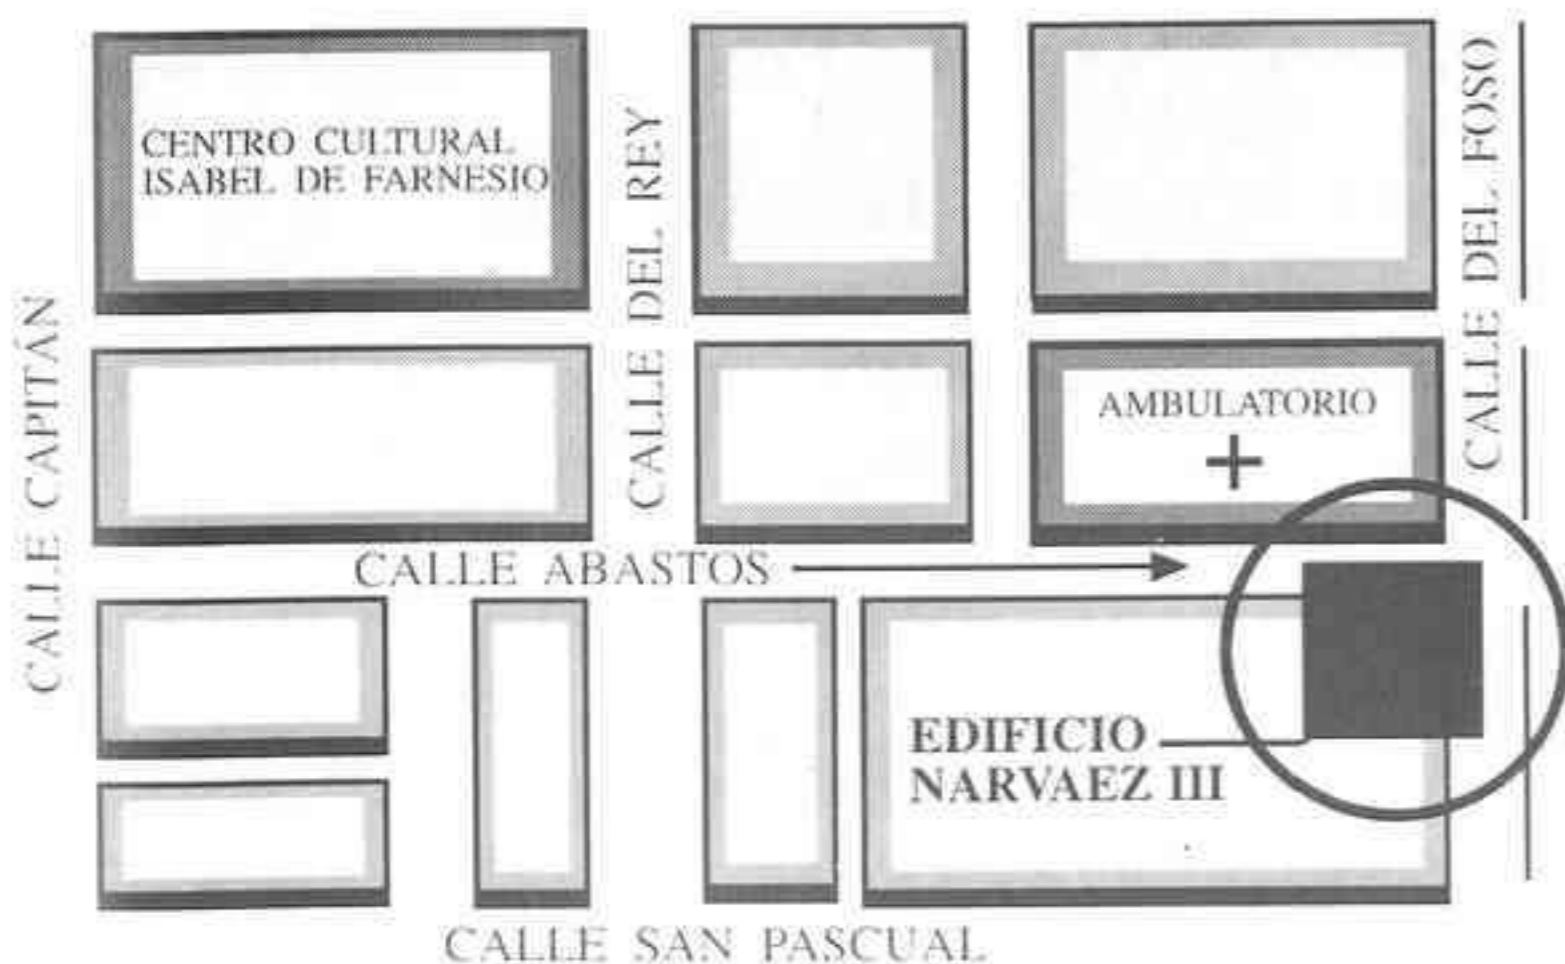 CENTRO CULTURAL
ISABEL DE FARNESIO
CALLE DEL REY
CALLE DEL FOSO
CALLE CAPITÁN
AMBULATORIO
CALLE ABASTOS
EDIFICIO
NARVAEZ III
CALLE SAN PASCUAL